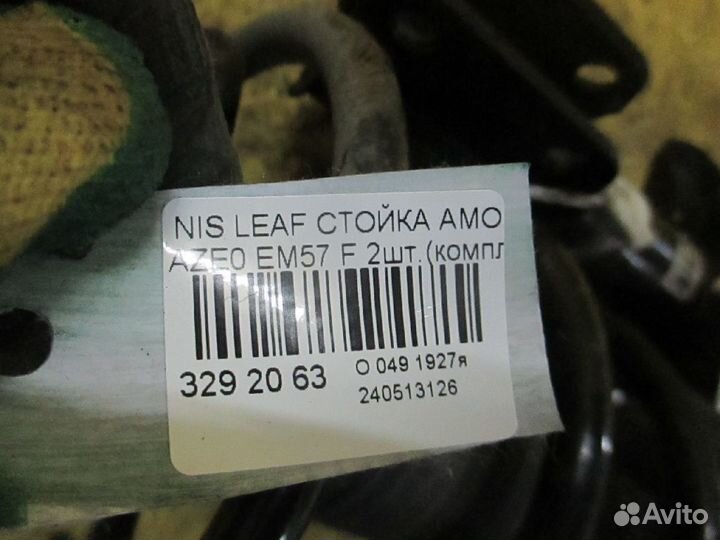 NIS LEAF СТОЙКА АМО
AZE0 EM57 F 2шт.(компл
329 20 63
O 049 1927я
240513126
Avito